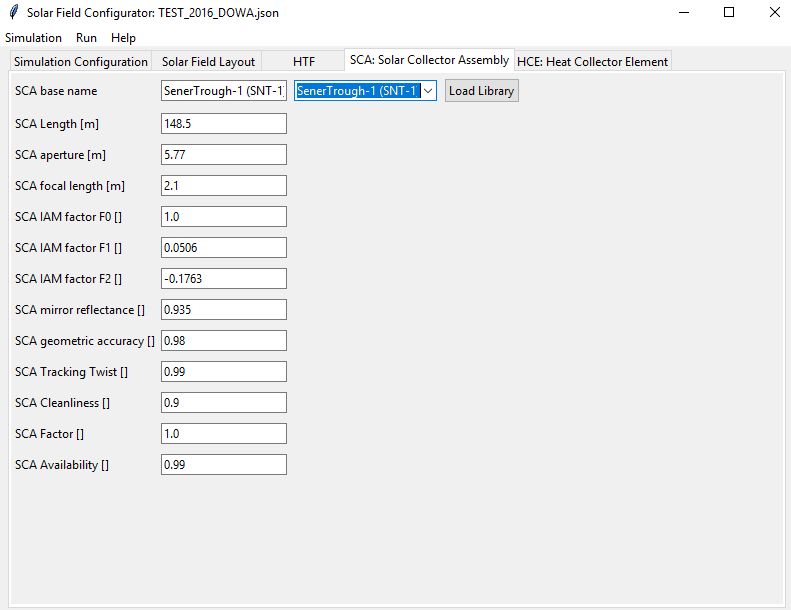 Solar Field Configurator: TEST_2016_DOWA.json
Simulation Run Help
Simulation Configuration Solar Field Layout HTF SCA: Solar Collector Assembly HCE: Heat Collector Element
SCA base name SenerTrough-1 (SNT-1) SenerTrough-1 (SNT-1 Load Library
SCA Length [m] 148.5
SCA aperture [m] 5.77
SCA focal length [m] 2.1
SCA IAM factor F0 [] 1.0
SCA IAM factor F1 [] 0.0506
SCA IAM factor F2 [] -0.1763
SCA mirror reflectance [] 0.935
SCA geometric accuracy [] 0.98
SCA Tracking Twist [] 0.99
SCA Cleanliness [] 0.9
SCA Factor [] 1.0
SCA Availability [] 0.99